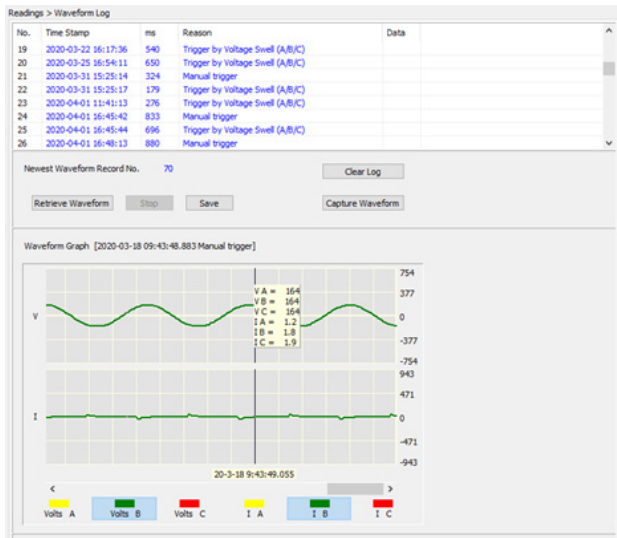 Readings > Waveform Log
No. Time Stamp ms Reason Data
19 2020-03-22 16:17:36 540 Trigger by Voltage Swell (A/B/C)
20 2020-03-25 16:54:11 650 Trigger by Voltage Swell (A/B/C)
21 2020-03-31 15:25:14 324 Manual trigger
22 2020-03-31 15:25:17 179 Trigger by Voltage Swell (A/B/C)
23 2020-04-01 11:41:13 276 Trigger by Voltage Swell (A/B/C)
24 2020-04-01 16:45:42 833 Manual trigger
25 2020-04-01 16:45:44 696 Trigger by Voltage Swell (A/B/C)
26 2020-04-01 16:48:13 880 Manual trigger
Newest Waveform Record No. 70
Clear Log
Retrieve Waveform Stop Save Capture Waveform
Waveform Graph [2020-03-18 09:43:48.883 Manual trigger]
754
V A = 164
377
V B = 164
V C = 164
V 0
I A = 1.2
I B = 1.8
-377
I C = 1.9
-754
943
471
I 0
-471
-943
20-3-18 9:43:49.055
< >
Volts A Volts B Volts C I A I B I C